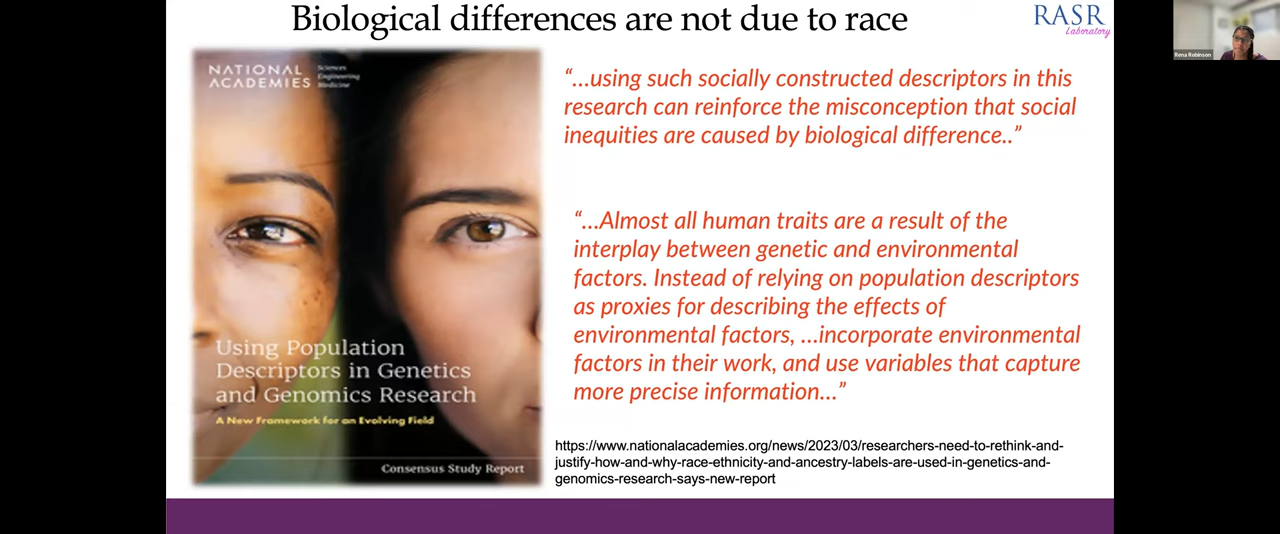 Biological differences are not due to race
RASR
Laboratory
Rena Robinson
NATIONAL
ACADEMIES
Sciences
Engineering
Medicine
“...using such socially constructed descriptors in this
research can reinforce the misconception that social
inequities are caused by biological difference..”
“...Almost all human traits are a result of the
interplay between genetic and environmental
factors. Instead of relying on population descriptors
as proxies for describing the effects of
environmental factors, ...incorporate environmental
factors in their work, and use variables that capture
more precise information...”
Using Population
Descriptors in Genetics
and Genomics Research
A New Framework for an Evolving Field
Consensus Study Report
https://www.nationalacademies.org/news/2023/03/researchers-need-to-rethink-and-
justify-how-and-why-race-ethnicity-and-ancestry-labels-are-used-in-genetics-and-
genomics-research-says-new-report